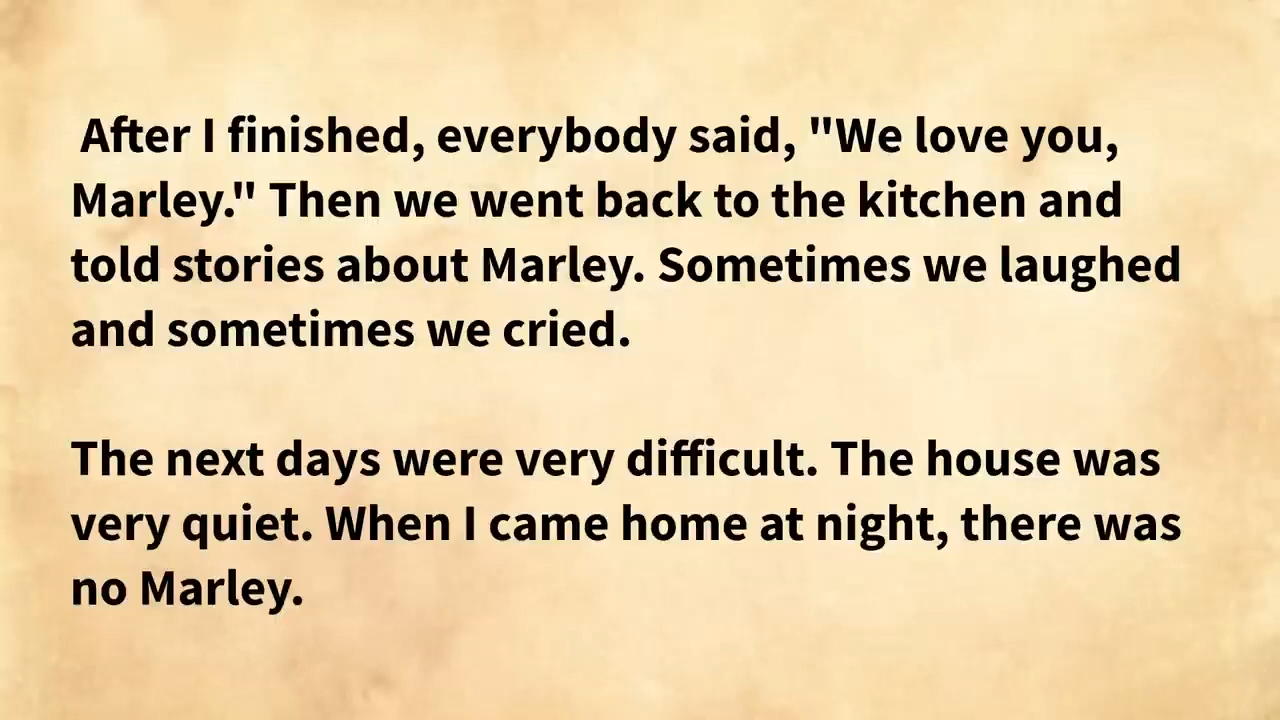 After I finished, everybody said, "We love you,
Marley." Then we went back to the kitchen and
told stories about Marley. Sometimes we laughed
and sometimes we cried.
The next days were very difficult. The house was
very quiet. When I came home at night, there was
no Marley.